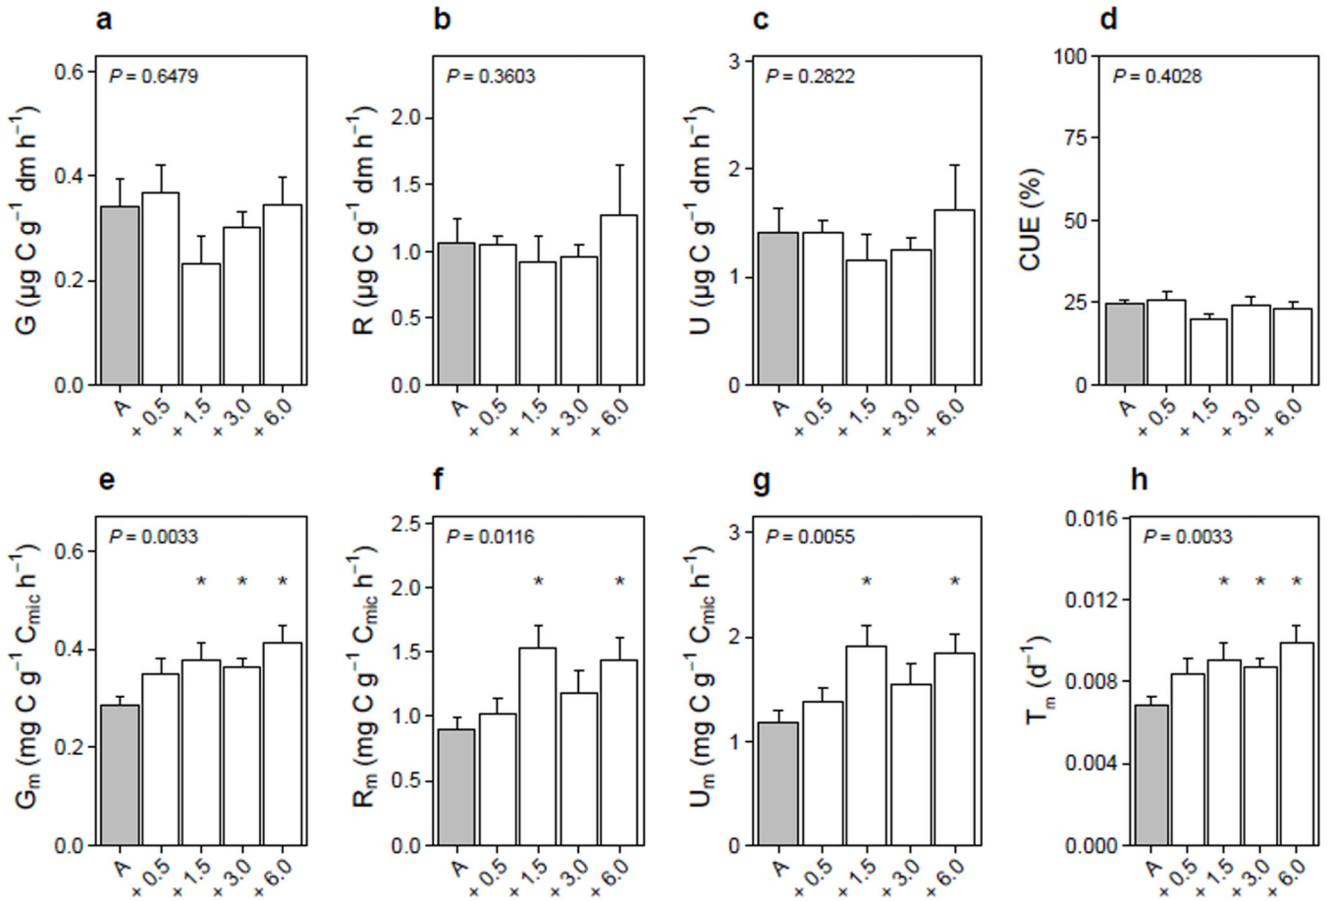 a
P = 0.6479
G (µg C g⁻¹ dm h⁻¹)
0.6
0.4
0.2
0.0
A
+ 0.5
+ 1.5
+ 3.0
+ 6.0
b
P = 0.3603
R (µg C g⁻¹ dm h⁻¹)
2.0
1.5
1.0
0.5
0.0
A
+ 0.5
+ 1.5
+ 3.0
+ 6.0
c
P = 0.2822
U (µg C g⁻¹ dm h⁻¹)
3
2
1
0
A
+ 0.5
+ 1.5
+ 3.0
+ 6.0
d
P = 0.4028
CUE (%)
100
75
50
25
0
A
+ 0.5
+ 1.5
+ 3.0
+ 6.0
e
P = 0.0033
* * *
Gm (mg C g⁻¹ Cmic h⁻¹)
0.6
0.4
0.2
0.0
A
+ 0.5
+ 1.5
+ 3.0
+ 6.0
f
P = 0.0116
* *
Rm (mg C g⁻¹ Cmic h⁻¹)
2.5
2.0
1.5
1.0
0.5
0.0
A
+ 0.5
+ 1.5
+ 3.0
+ 6.0
g
P = 0.0055
* *
Um (mg C g⁻¹ Cmic h⁻¹)
3
2
1
0
A
+ 0.5
+ 1.5
+ 3.0
+ 6.0
h
P = 0.0033
* * *
Tm (d⁻¹)
0.016
0.012
0.008
0.004
0.000
A
+ 0.5
+ 1.5
+ 3.0
+ 6.0